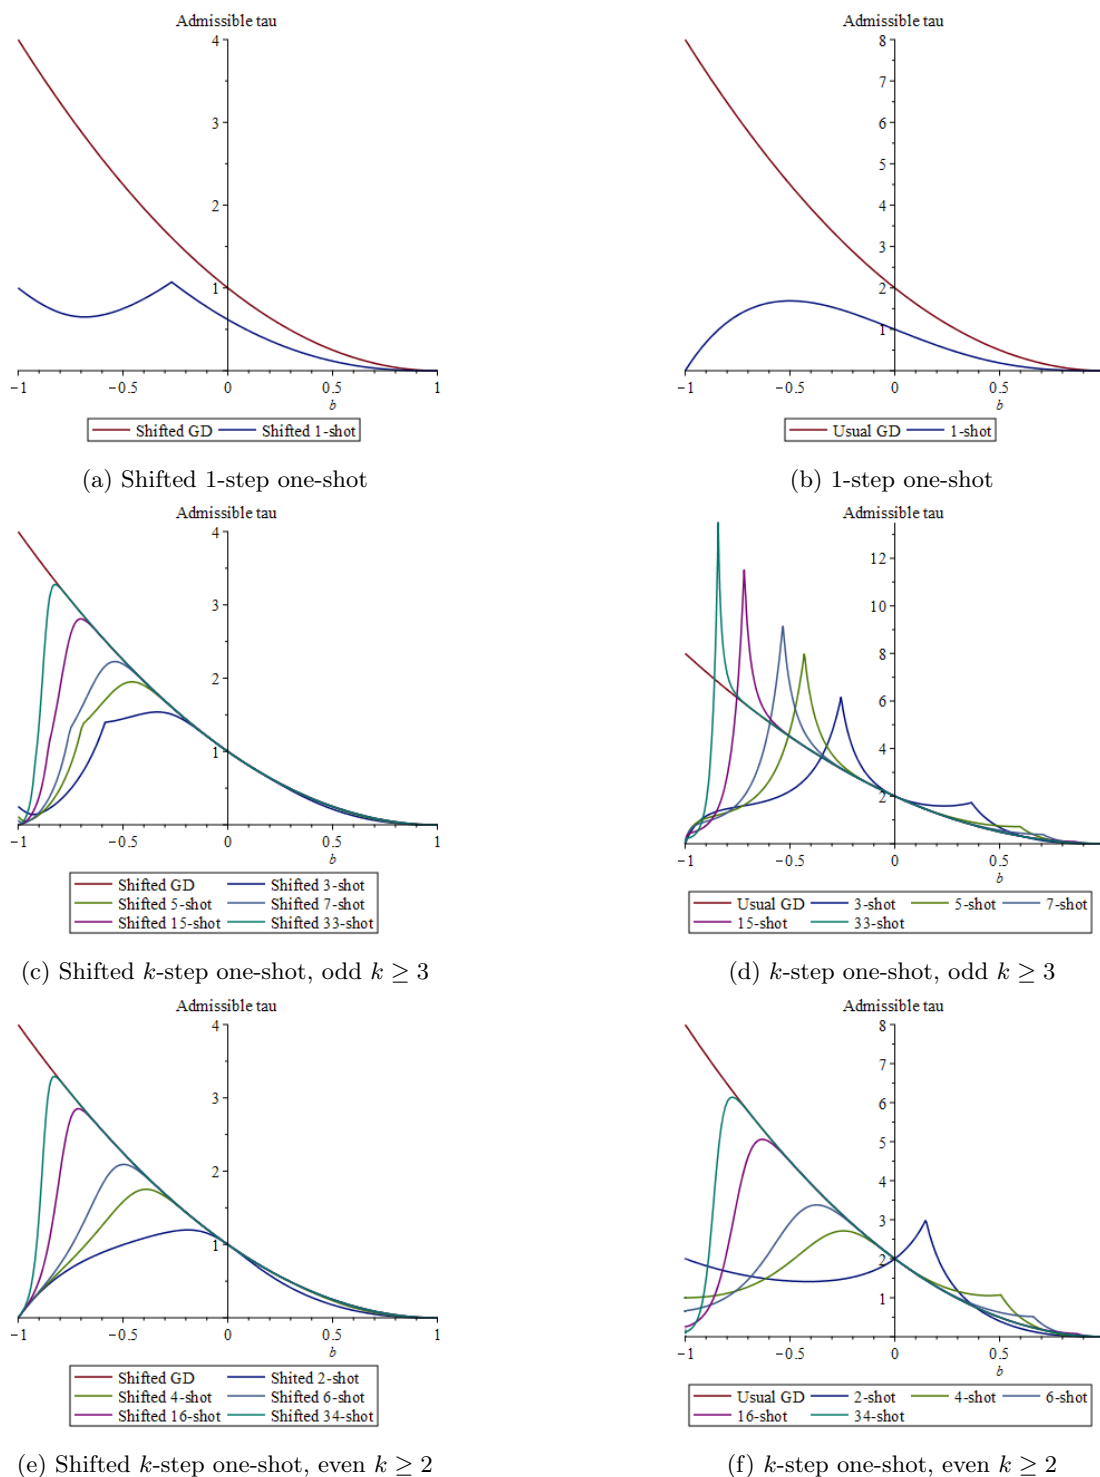 Admissible tau
4
3
2
1
−1 −0.5 0 0.5 1
b
Shifted GD Shifted 1-shot
(a) Shifted 1-step one-shot
Admissible tau
8
7
6
5
4
3
2
1
−1 −0.5 0 0.5
b
Usual GD 1-shot
(b) 1-step one-shot
Admissible tau
4
3
2
1
−1 −0.5 0 0.5 1
b
Shifted GD Shifted 3-shot
Shifted 5-shot Shifted 7-shot
Shifted 15-shot Shifted 33-shot
(c) Shifted k-step one-shot, odd k ≥ 3
Admissible tau
12
10
8
6
4
2
−1 −0.5 0 0.5
b
Usual GD 3-shot 5-shot 7-shot
15-shot 33-shot
(d) k-step one-shot, odd k ≥ 3
Admissible tau
4
3
2
1
−1 −0.5 0 0.5 1
b
Shifted GD Shited 2-shot
Shifted 4-shot Shifted 6-shot
Shifted 16-shot Shifted 34-shot
(e) Shifted k-step one-shot, even k ≥ 2
Admissible tau
8
7
6
5
4
3
2
1
−1 −0.5 0 0.5
b
Usual GD 2-shot 4-shot 6-shot
16-shot 34-shot
(f) k-step one-shot, even k ≥ 2